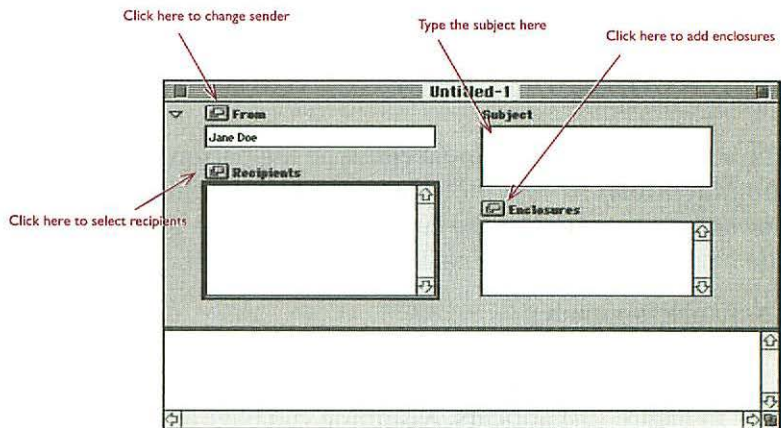 Click here to change sender
Type the subject here
Click here to add enclosures
Untitled-1
From
Subject
Jane Doe
Recipients
Click here to select recipients
Enclosures